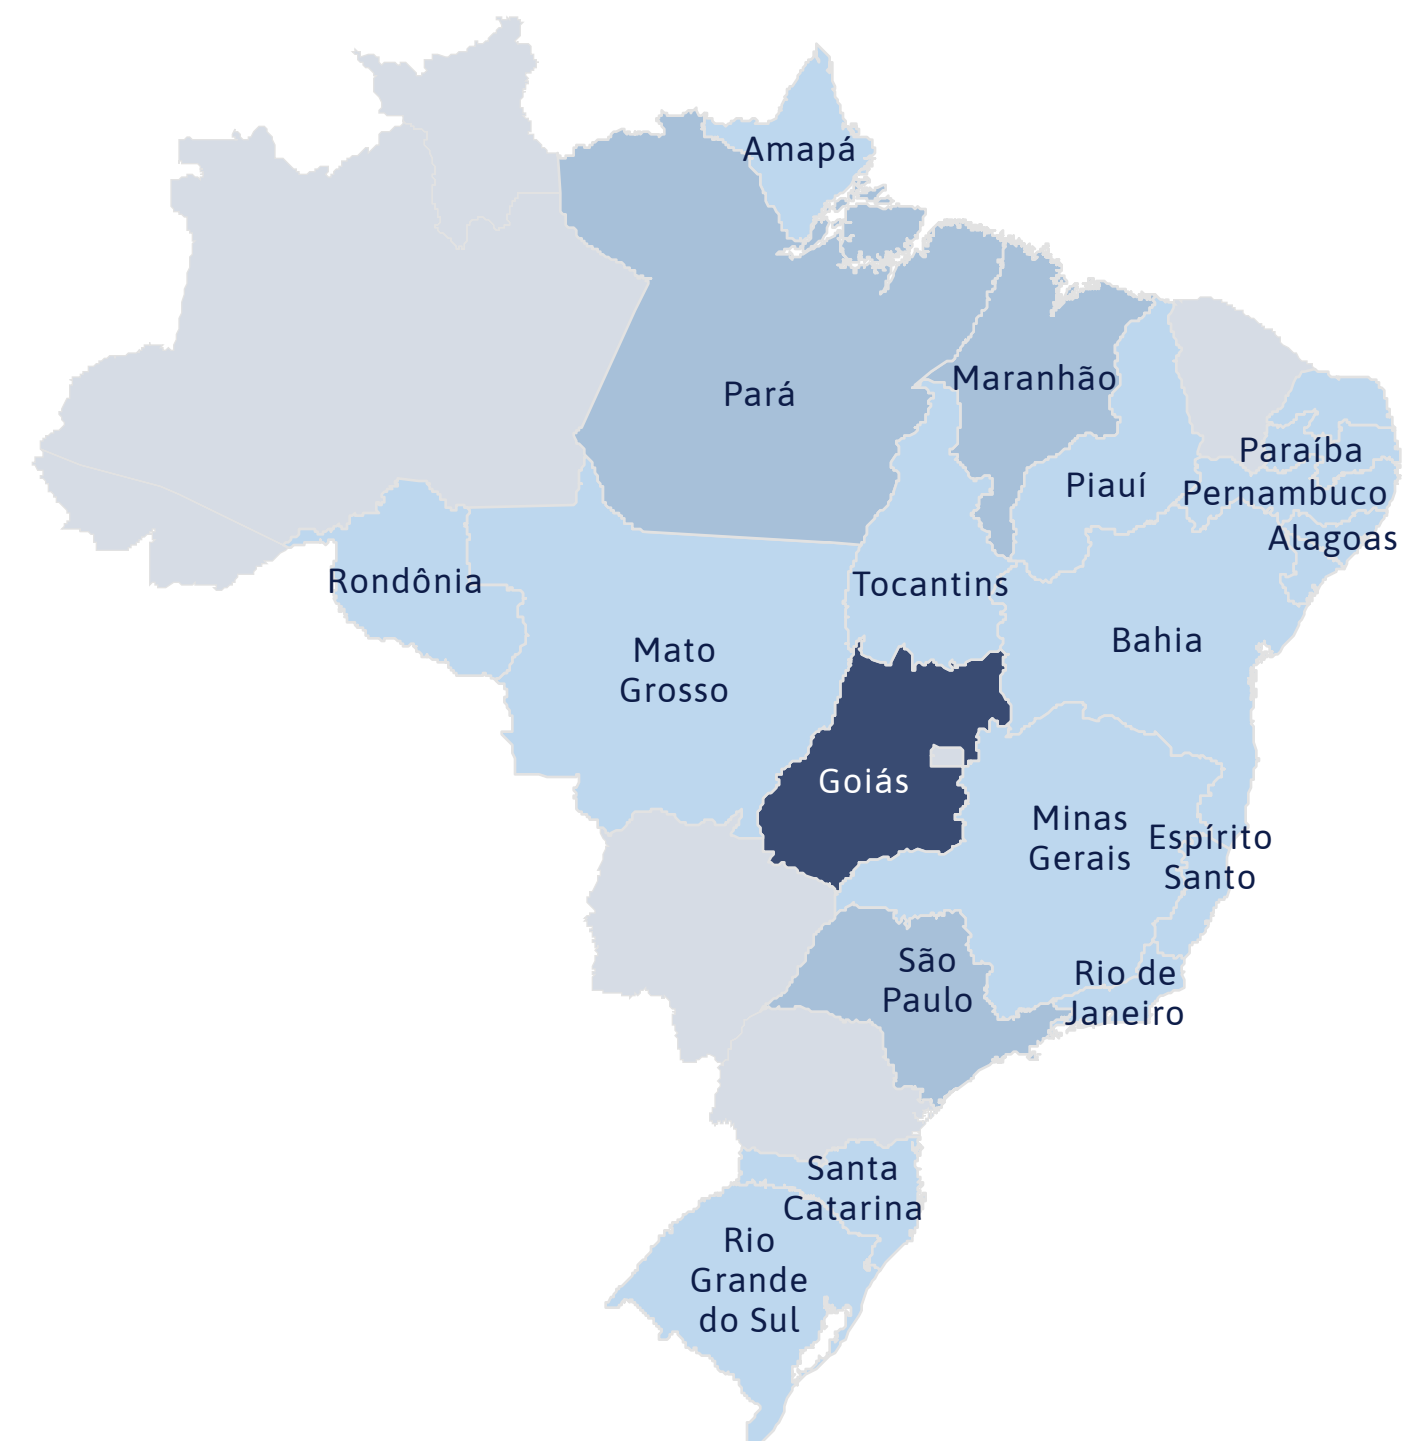 Amapá
Pará
Maranhão
Paraíba
Piauí
Pernambuco
Alagoas
Rondônia
Tocantins
Bahia
Mato
Grosso
Goiás
Minas
Gerais
Espírito
Santo
São
Paulo
Rio de
Janeiro
Santa
Catarina
Rio
Grande
do Sul